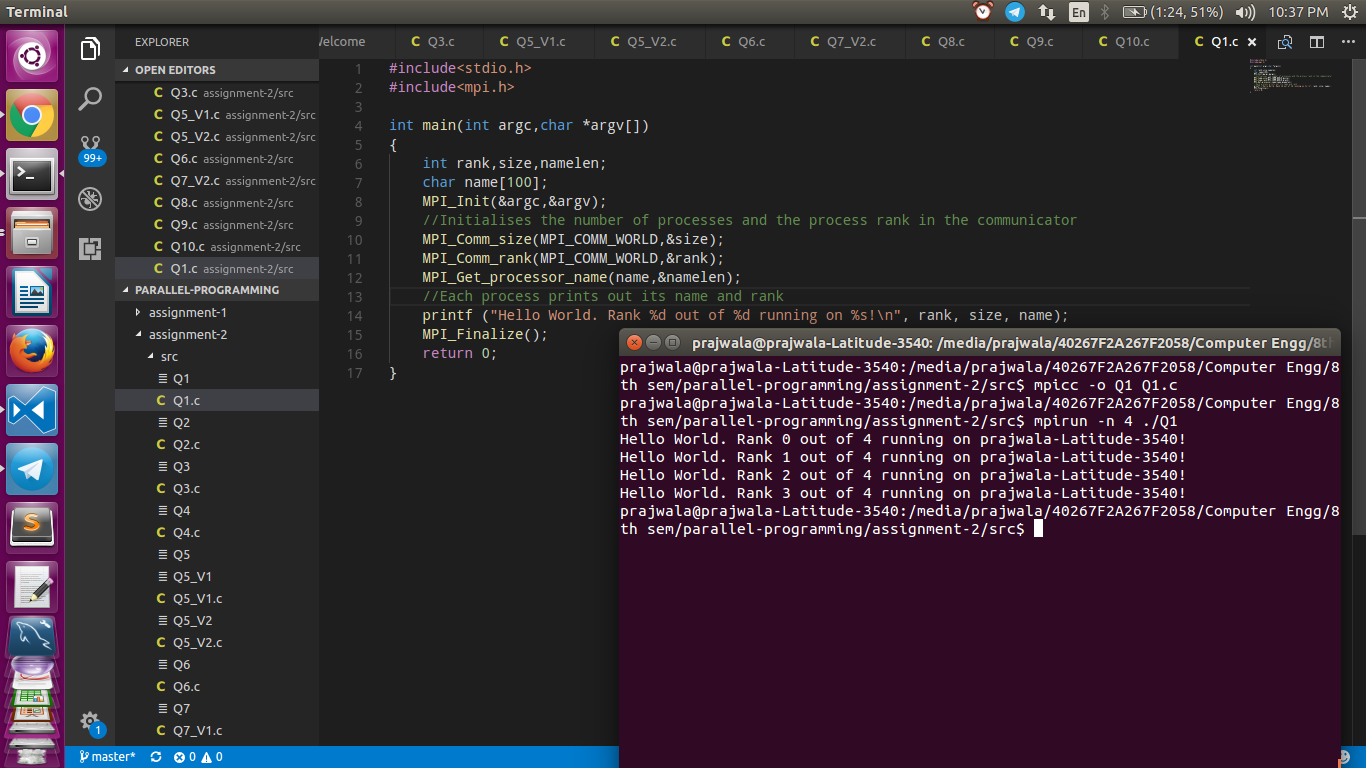 Terminal
En
(1:24, 51%)
10:37 PM
EXPLORER
OPEN EDITORS
Q3.c assignment-2/src
Q5_V1.c assignment-2/src
Q5_V2.c assignment-2/src
Q6.c assignment-2/src
Q7_V2.c assignment-2/src
Q8.c assignment-2/src
Q9.c assignment-2/src
Q10.c assignment-2/src
Q1.c assignment-2/src
PARALLEL-PROGRAMMING
assignment-1
assignment-2
src
Q1
Q1.c
Q2
Q2.c
Q3
Q3.c
Q4
Q4.c
Q5
Q5_V1
Q5_V1.c
Q5_V2
Q5_V2.c
Q6
Q6.c
Q7
Q7_V1.c
99+
1
master*
0 0
Welcome Q3.c Q5_V1.c Q5_V2.c Q6.c Q7_V2.c Q8.c Q9.c Q10.c Q1.c
1 #include<stdio.h>
2 #include<mpi.h>
3
4 int main(int argc,char *argv[])
5 {
6 int rank,size,namelen;
7 char name[100];
8 MPI_Init(&argc,&argv);
9 //Initialises the number of processes and the process rank in the communicator
10 MPI_Comm_size(MPI_COMM_WORLD,&size);
11 MPI_Comm_rank(MPI_COMM_WORLD,&rank);
12 MPI_Get_processor_name(name,&namelen);
13 //Each process prints out its name and rank
14 printf ("Hello World. Rank %d out of %d running on %s!\n", rank, size, name);
15 MPI_Finalize();
16 return 0;
17 }
prajwala@prajwala-Latitude-3540: /media/prajwala/40267F2A267F2058/Computer Engg/8th
prajwala@prajwala-Latitude-3540:/media/prajwala/40267F2A267F2058/Computer Engg/8
th sem/parallel-programming/assignment-2/src$ mpicc -o Q1 Q1.c
prajwala@prajwala-Latitude-3540:/media/prajwala/40267F2A267F2058/Computer Engg/8
th sem/parallel-programming/assignment-2/src$ mpirun -n 4 ./Q1
Hello World. Rank 0 out of 4 running on prajwala-Latitude-3540!
Hello World. Rank 1 out of 4 running on prajwala-Latitude-3540!
Hello World. Rank 2 out of 4 running on prajwala-Latitude-3540!
Hello World. Rank 3 out of 4 running on prajwala-Latitude-3540!
prajwala@prajwala-Latitude-3540:/media/prajwala/40267F2A267F2058/Computer Engg/8
th sem/parallel-programming/assignment-2/src$